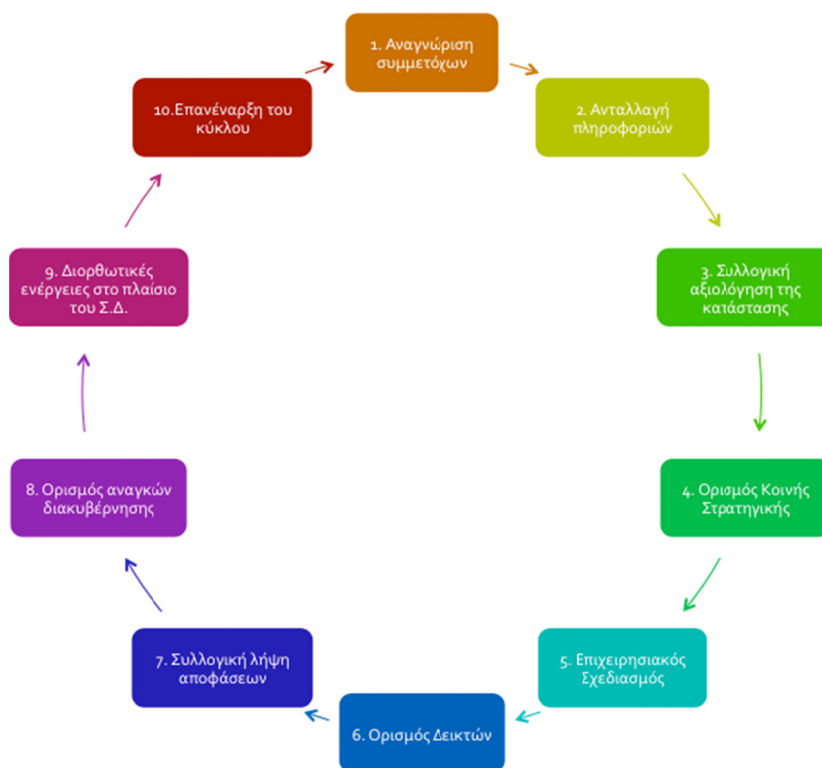 1. Αναγνώριση
συμμετόχων
2. Ανταλλαγή
πληροφοριών
3. Συλλογική
αξιολόγηση της
κατάστασης
4. Ορισμός Κοινής
Στρατηγικής
5. Επιχειρησιακός
Σχεδιασμός
6. Ορισμός Δεικτών
7. Συλλογική λήψη
αποφάσεων
8. Ορισμός αναγκών
διακυβέρνησης
9. Διορθωτικές
ενέργειες στο πλαίσιο
του Σ.Δ.
10.Επανέναρξη του
κύκλου